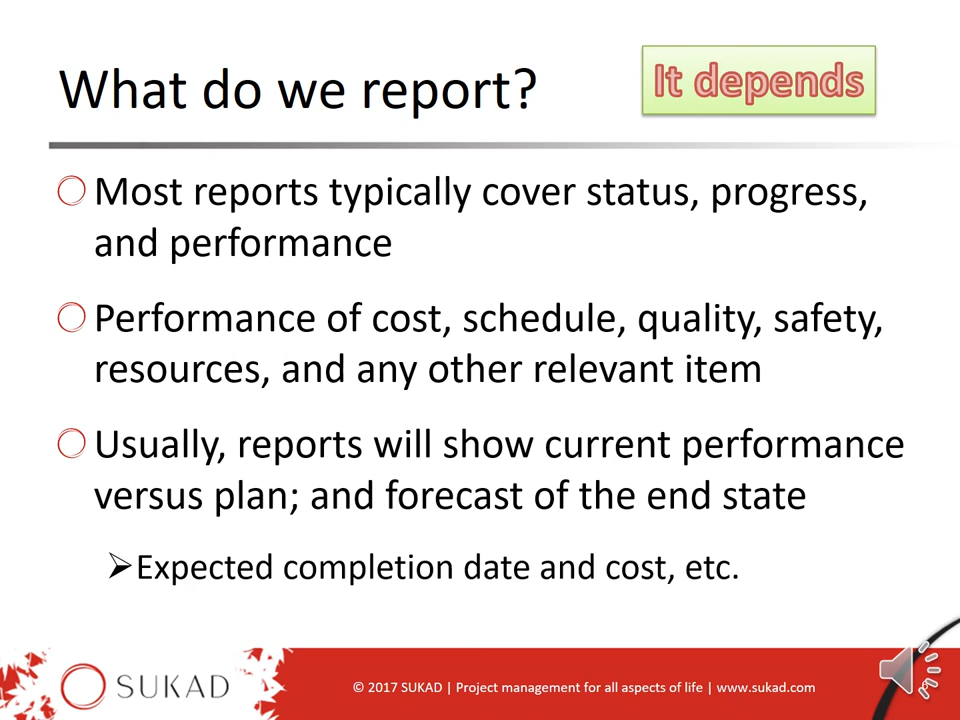 What do we report?
It depends
Most reports typically cover status, progress,
and performance
Performance of cost, schedule, quality, safety,
resources, and any other relevant item
Usually, reports will show current performance
versus plan; and forecast of the end state
Expected completion date and cost, etc.
SUKAD
© 2017 SUKAD | Project management for all aspects of life | www.sukad.com